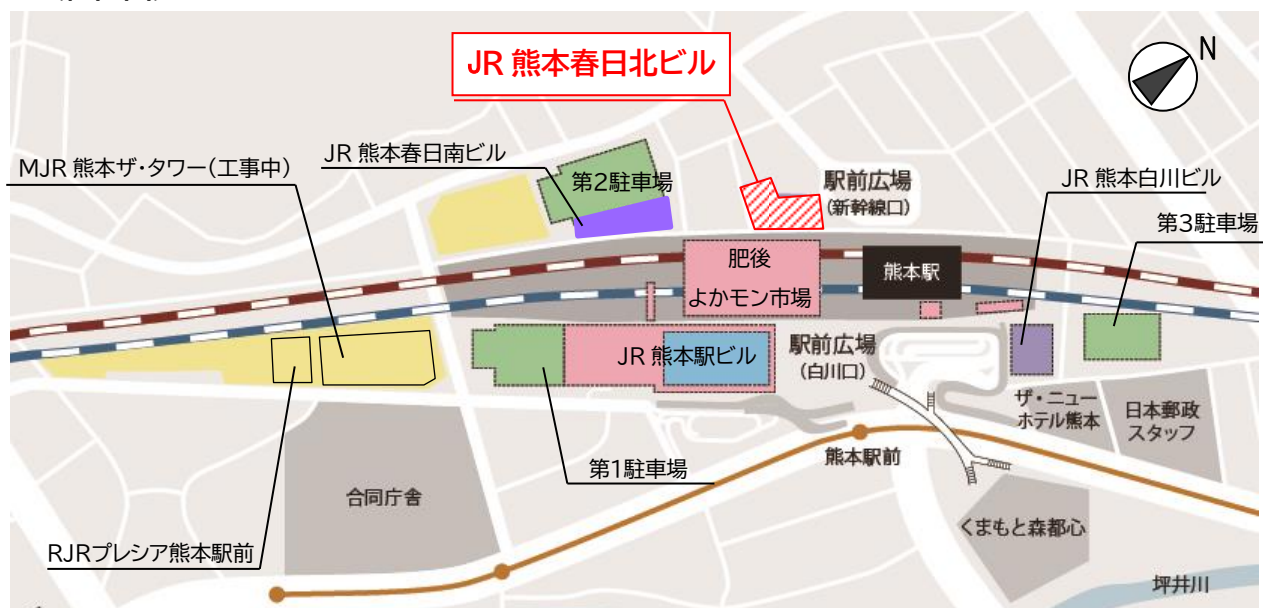 JR 熊本春日北ビル
N
MJR 熊本ザ・タワー(工事中)
JR 熊本春日南ビル
第2駐車場
駅前広場
(新幹線口)
JR 熊本白川ビル
第3駐車場
肥後
よかモン市場
熊本駅
JR 熊本駅ビル
駅前広場
(白川口)
ザ・ニュー
ホテル熊本
日本郵政
スタッフ
第1駐車場
熊本駅前
合同庁舎
くまもと森都心
RJRプレシア熊本駅前
坪井川